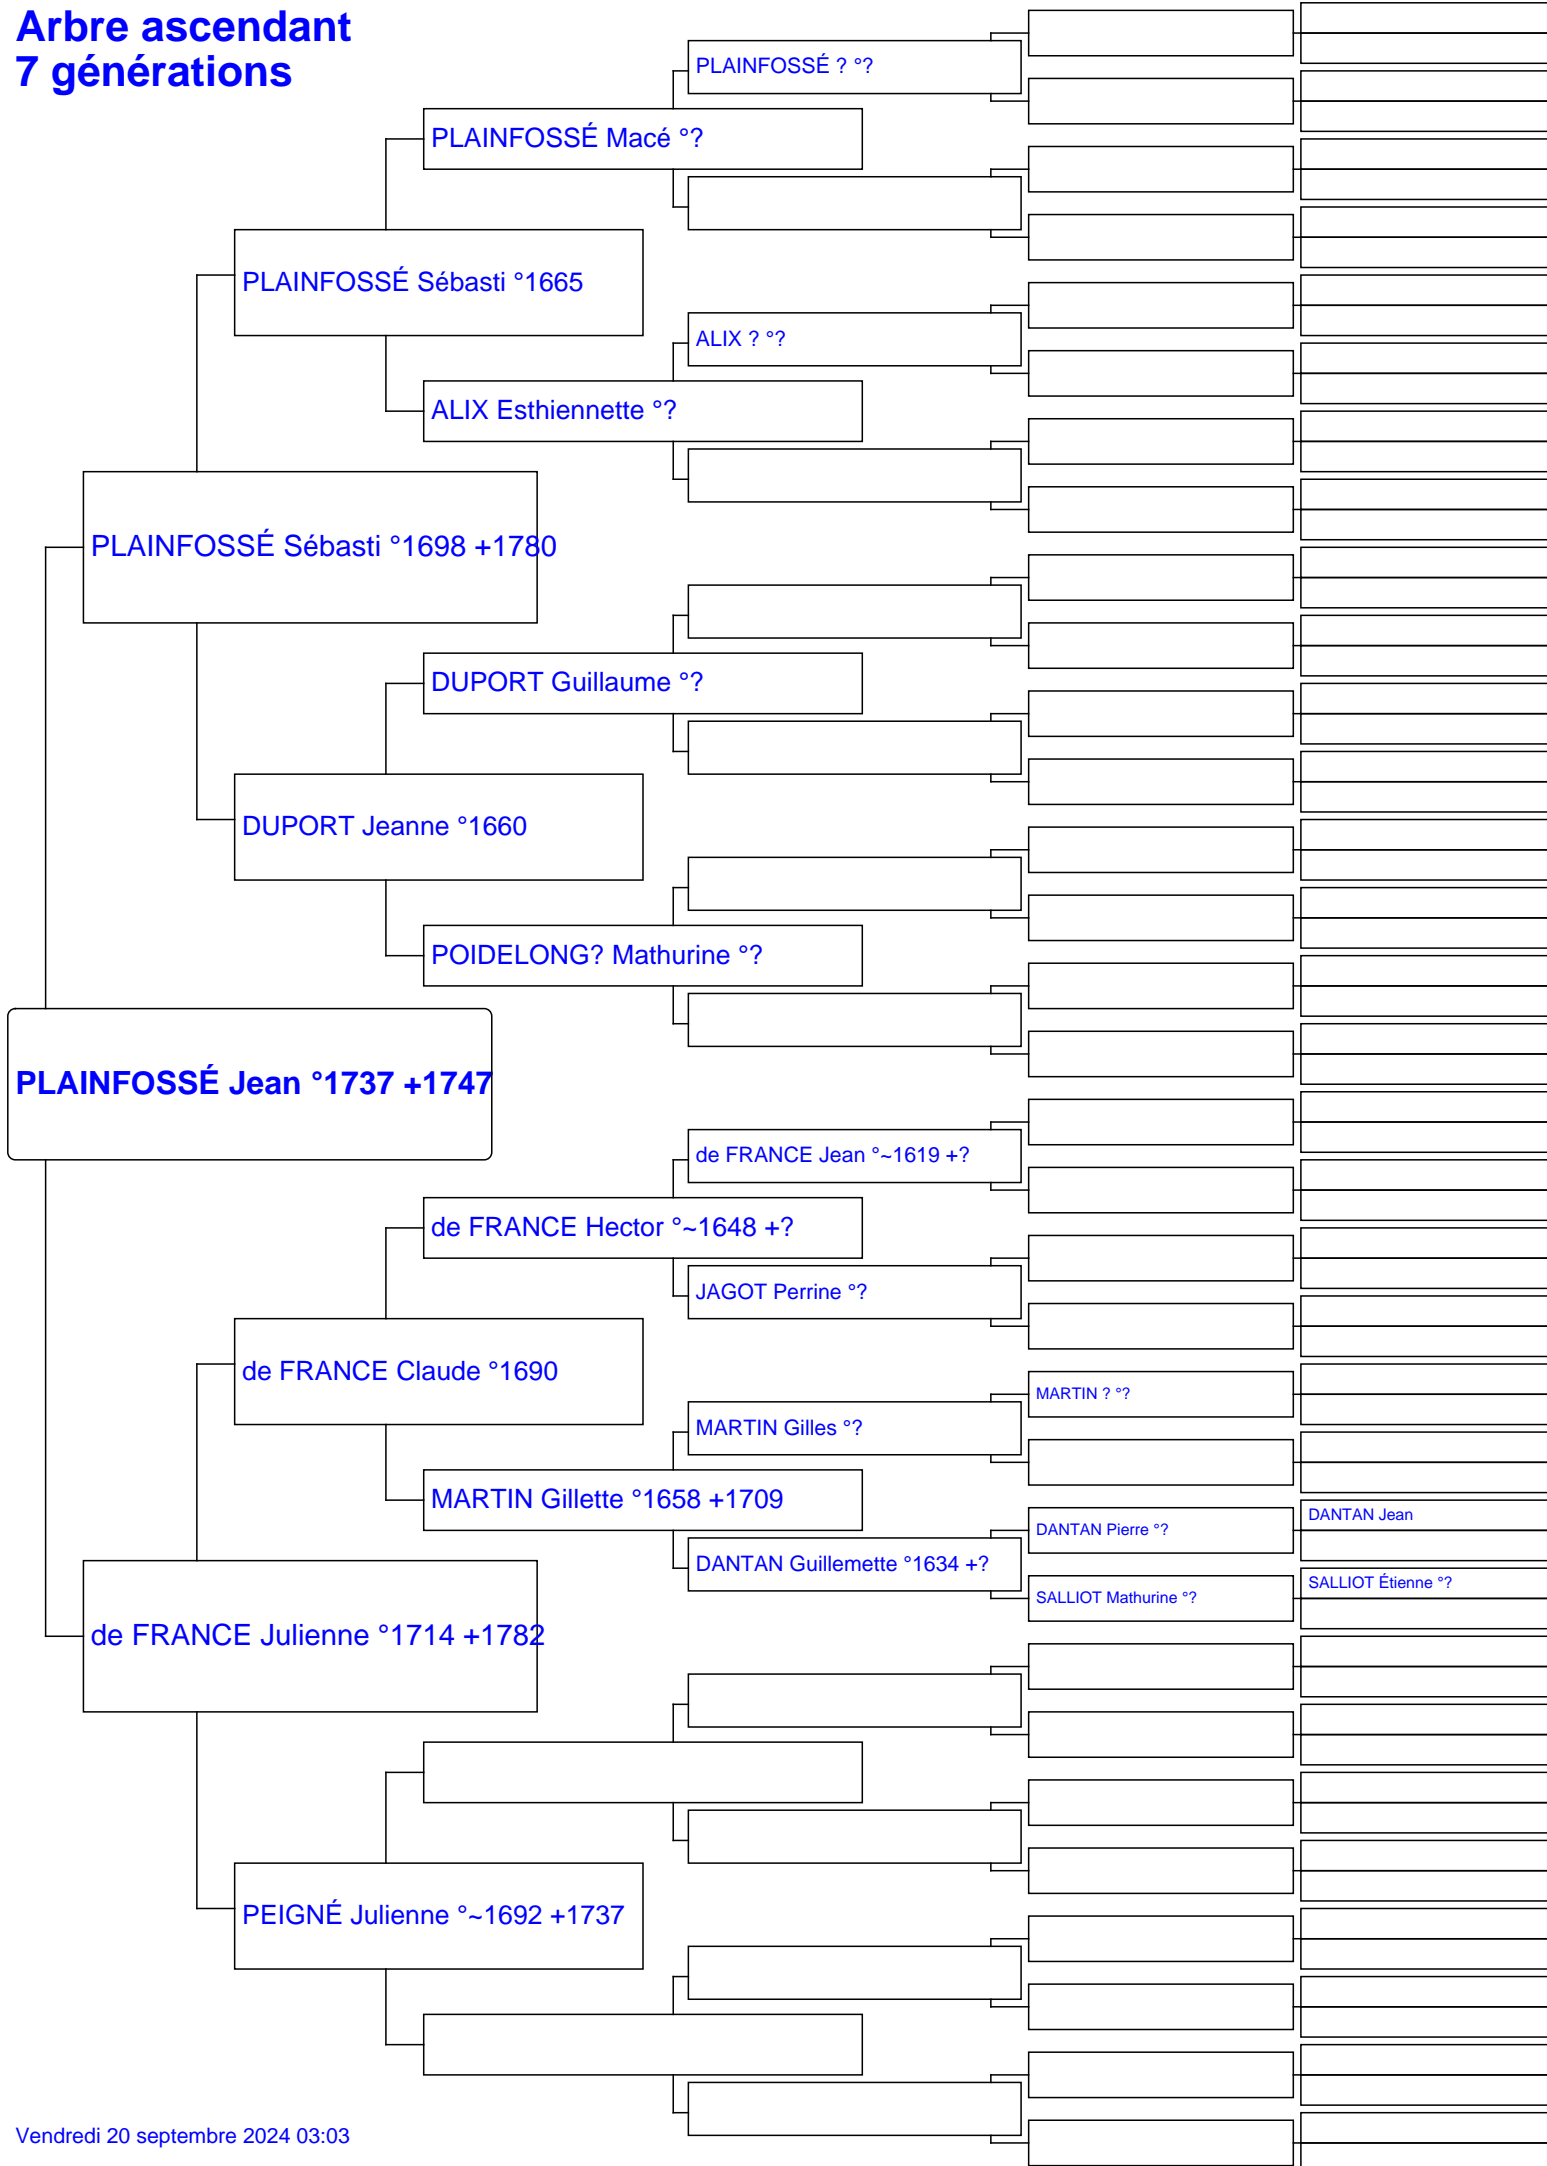 Arbre ascendant
7 générations
PLAINFOSSÉ ? °?
PLAINFOSSÉ Macé °?
PLAINFOSSÉ Sébasti °1665
ALIX ? °?
ALIX Esthiennette °?
PLAINFOSSÉ Sébasti °1698 +1780
DUPORT Guillaume °?
DUPORT Jeanne °1660
POIDELONG? Mathurine °?
PLAINFOSSÉ Jean °1737 +1747
de FRANCE Jean °~1619 +?
de FRANCE Hector °~1648 +?
JAGOT Perrine °?
de FRANCE Claude °1690
MARTIN ? °?
MARTIN Gilles °?
MARTIN Gillette °1658 +1709
DANTAN Jean
DANTAN Pierre °?
DANTAN Guillemette °1634 +?
SALLIOT Étienne °?
SALLIOT Mathurine °?
de FRANCE Julienne °1714 +1782
PEIGNÉ Julienne °~1692 +1737
Vendredi 20 septembre 2024 03:03